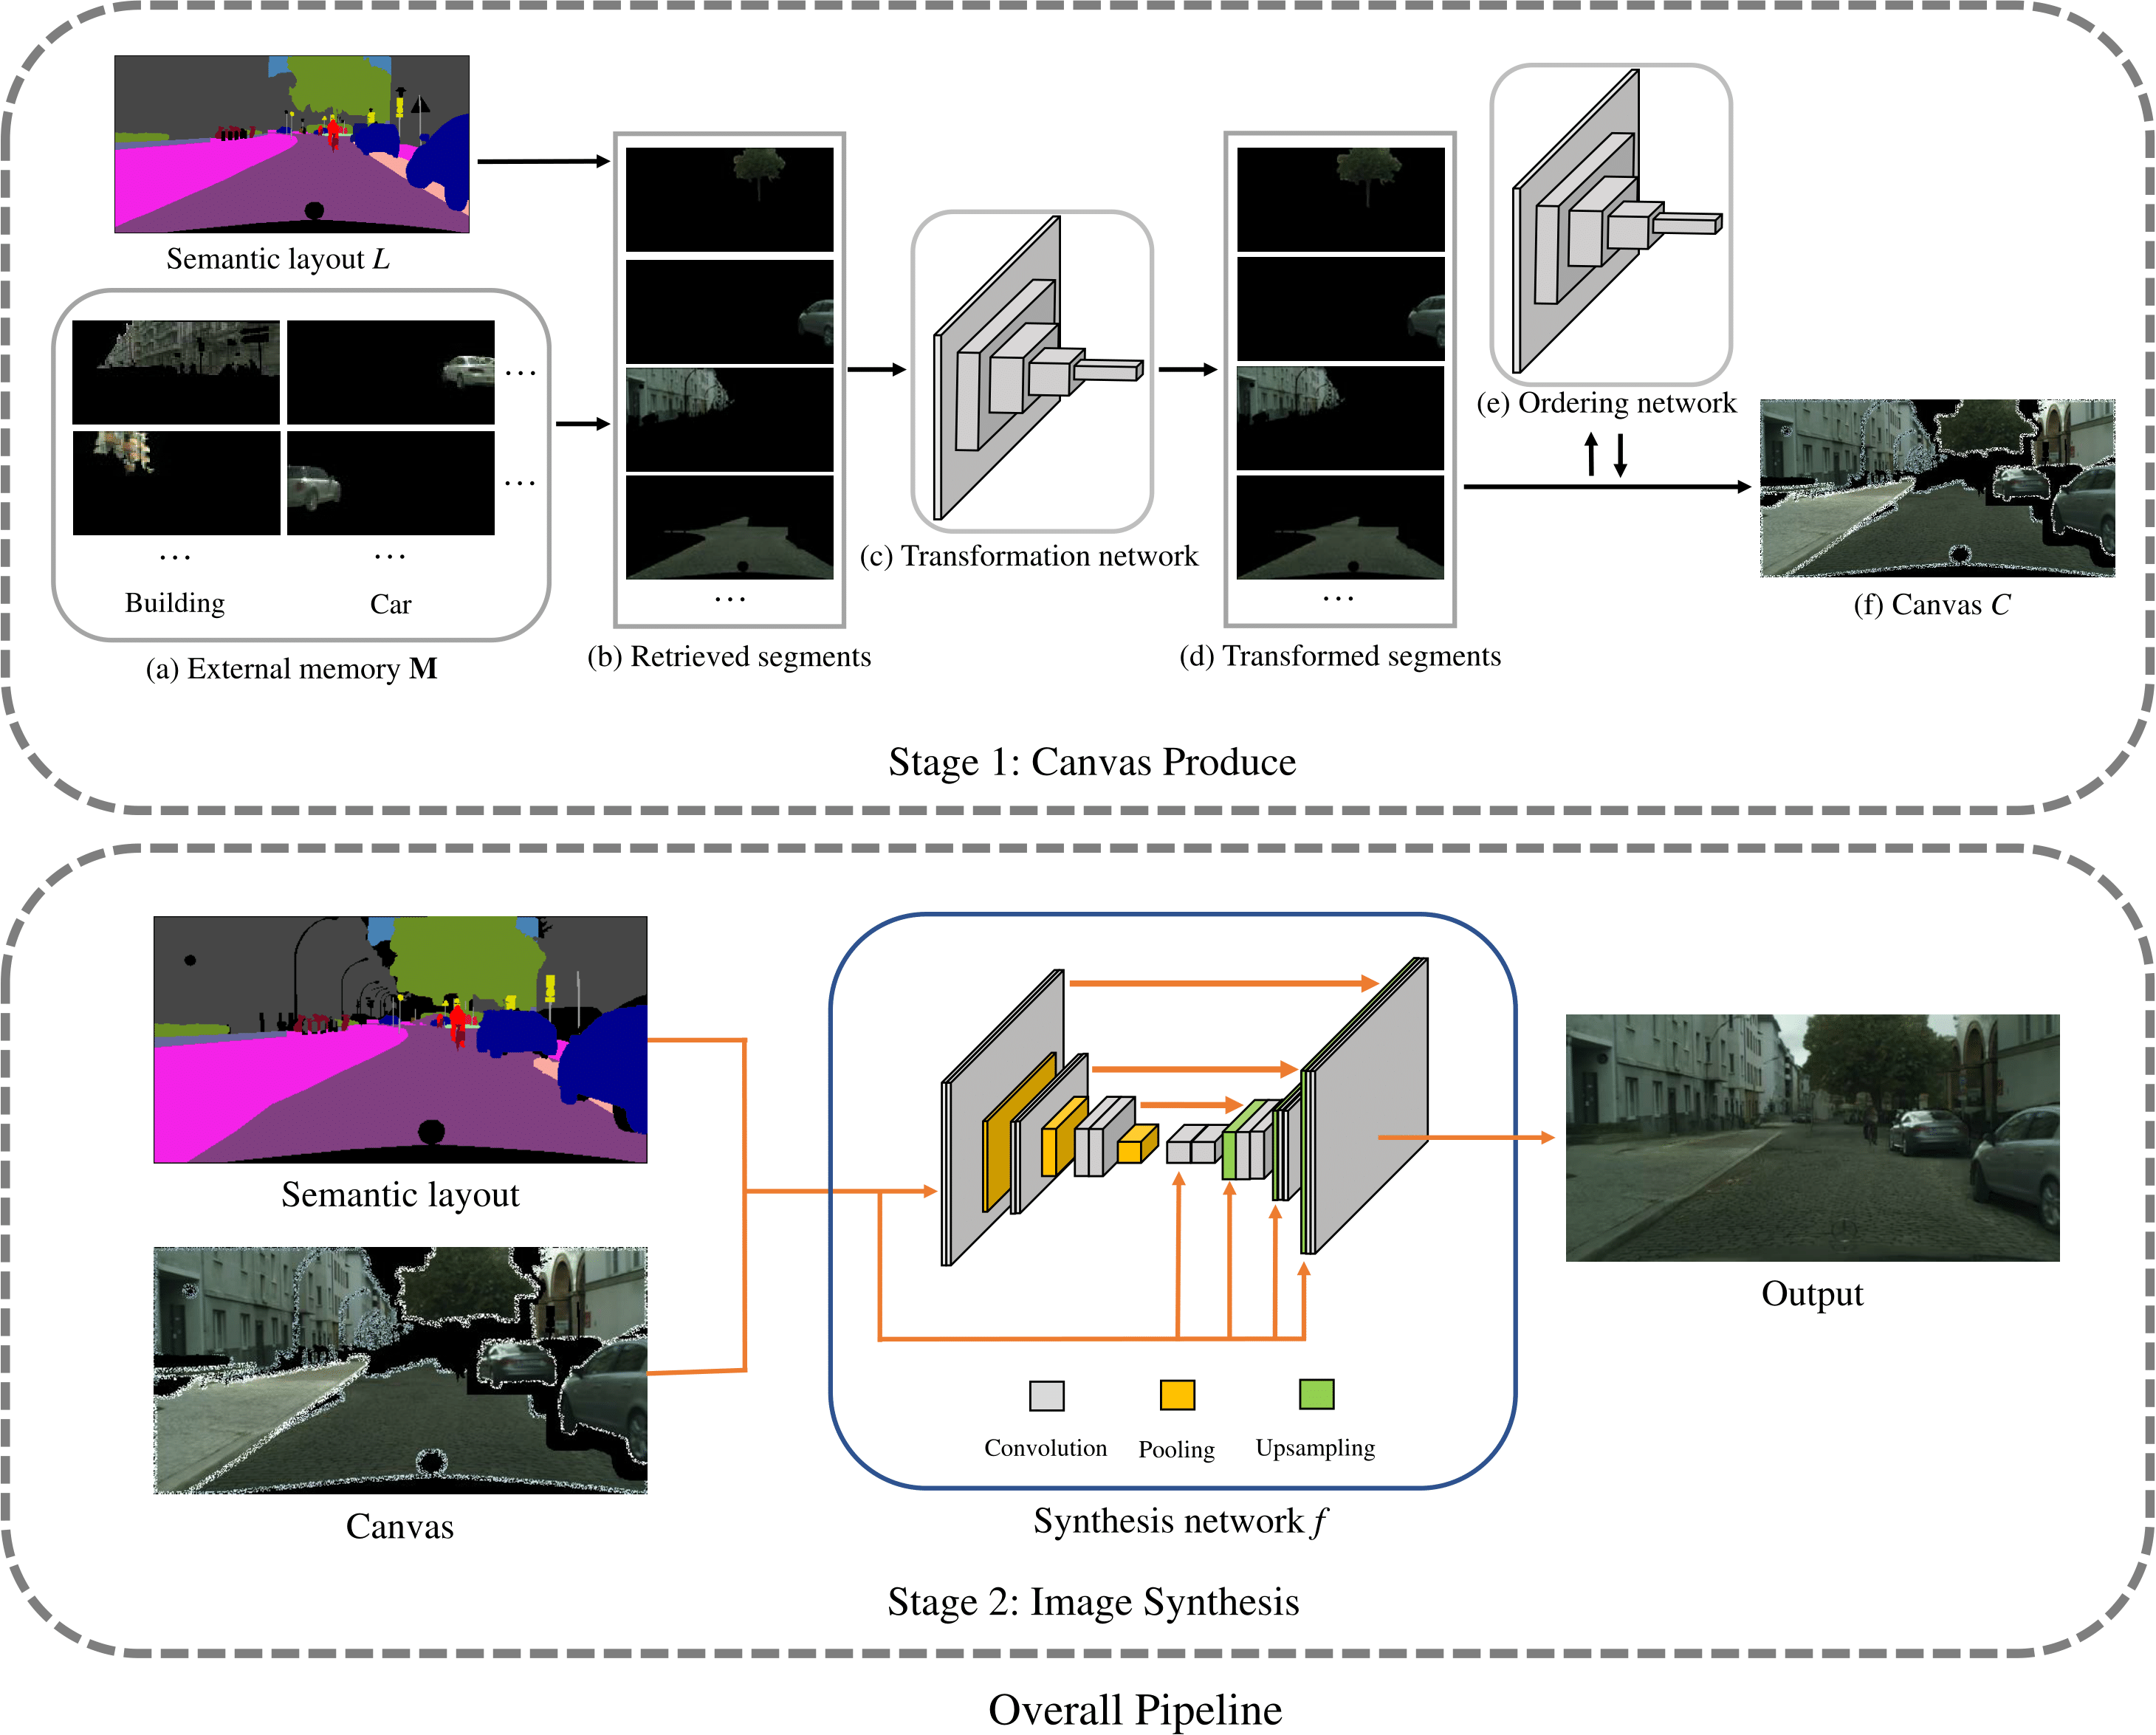 Semantic layout L
...
...
... ...
Building Car
(a) External memory M
...
(b) Retrieved segments
(c) Transformation network
...
(d) Transformed segments
(e) Ordering network
(f) Canvas C
Stage 1: Canvas Produce
Semantic layout
Canvas
Convolution Pooling Upsampling
Synthesis network f
Output
Stage 2: Image Synthesis
Overall Pipeline